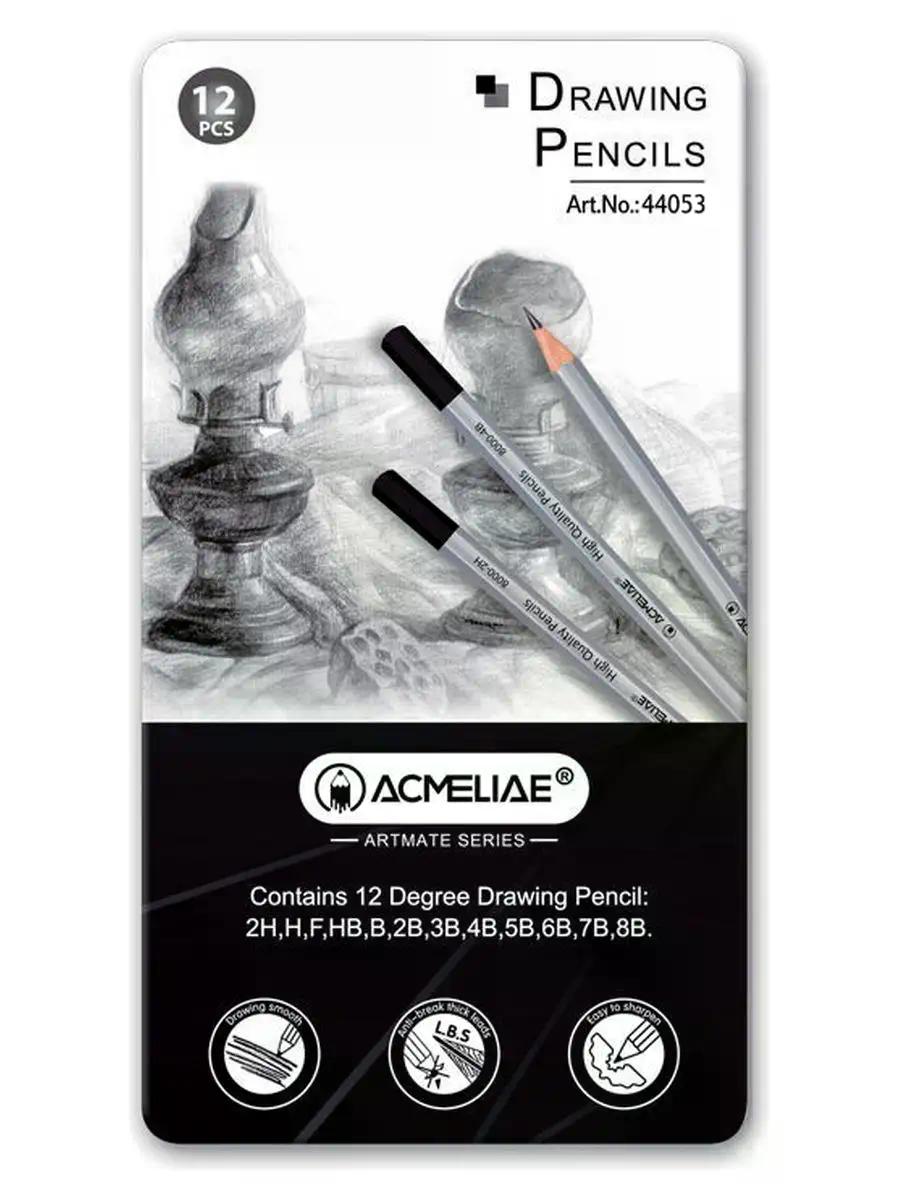 12
PCS
DRAWING
PENCILS
Art.No.:44053
8000-4B
High Quality Pencils
ACMELIAE®
8000-2H
High Quality Pencils
ACMELIAE®
ACMELIAE®
ARTMATE SERIES
Contains 12 Degree Drawing Pencil:
2H,H,F,HB,B,2B,3B,4B,5B,6B,7B,8B.
Drawing smooth
Anti-break thick leads
L.B.S
Easy to sharpen